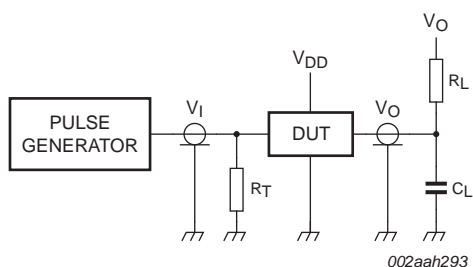 V_O
R_L
V_DD
PULSE
GENERATOR
V_I
DUT
V_O
R_T
C_L
002aah293